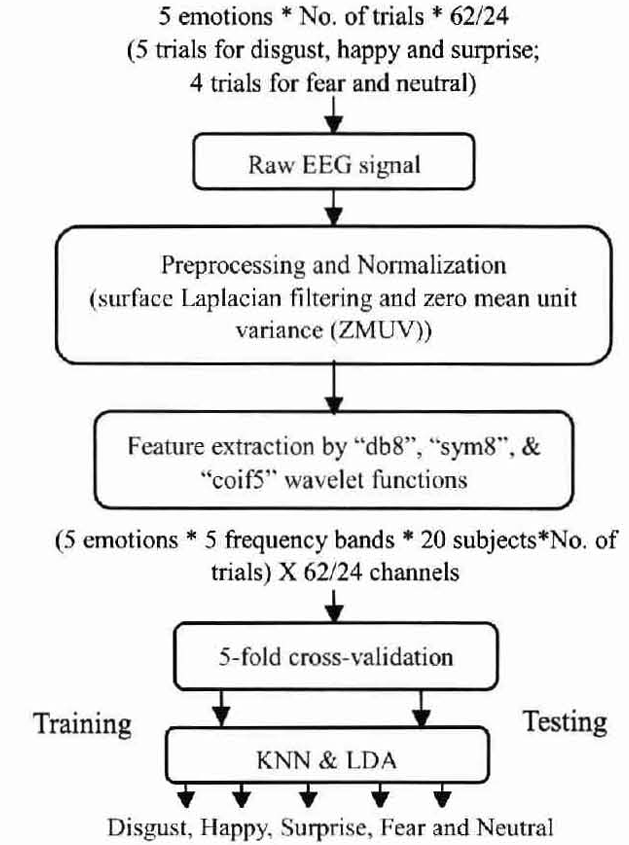 5 emotions * No. of trials * 62/24
(5 trials for disgust, happy and surprise;
4 trials for fear and neutral)
Raw EEG signal
Preprocessing and Normalization
(surface Laplacian filtering and zero mean unit
variance (ZMUV))
Feature extraction by “db8”, “sym8”, &
“coif5” wavelet functions
(5 emotions * 5 frequency bands * 20 subjects*No. of
trials) X 62/24 channels
5-fold cross-validation
Training
Testing
KNN & LDA
Disgust, Happy, Surprise, Fear and Neutral